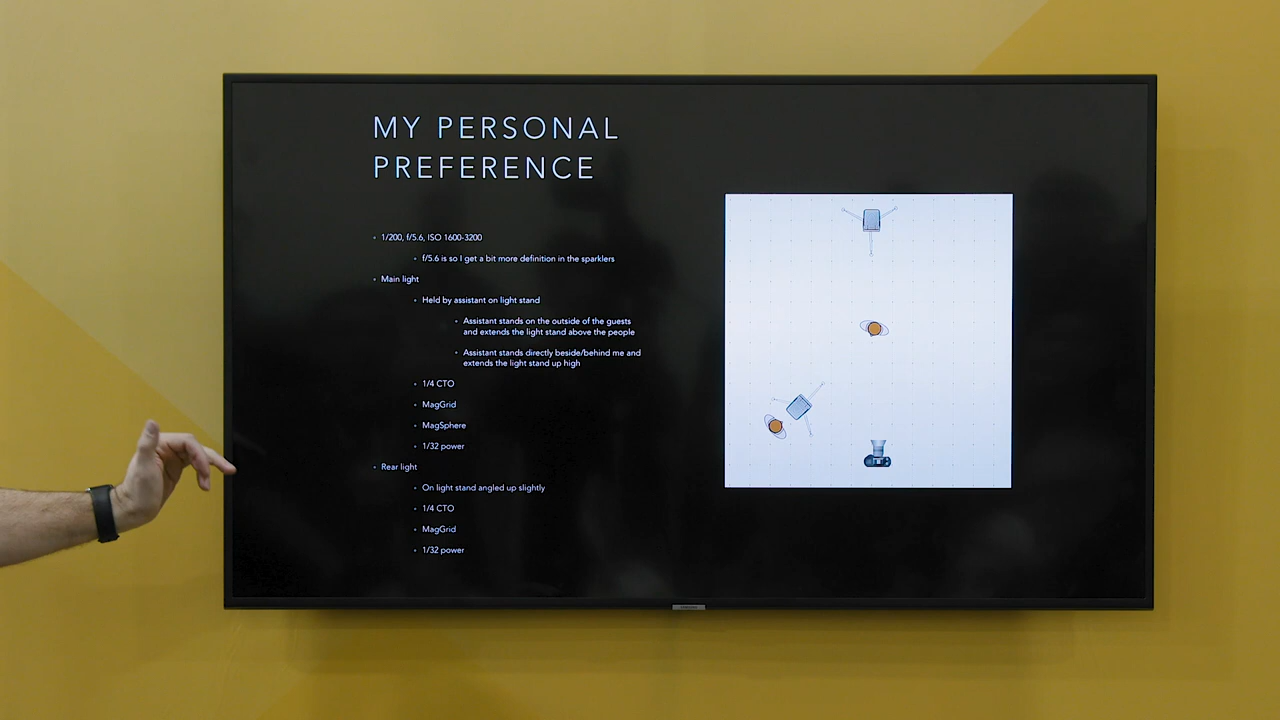 MY PERSONAL
PREFERENCE
1/200, f/5.6, ISO 1600-3200
f/5.6 is so I get a bit more definition in the sparklers
Main light
Held by assistant on light stand
Assistant stands on the outside of the guests
and extends the light stand above the people
Assistant stands directly beside/behind me and
extends the light stand up high
1/4 CTO
MagGrid
MagSphere
1/32 power
Rear light
On light stand angled up slightly
1/4 CTO
MagGrid
1/32 power